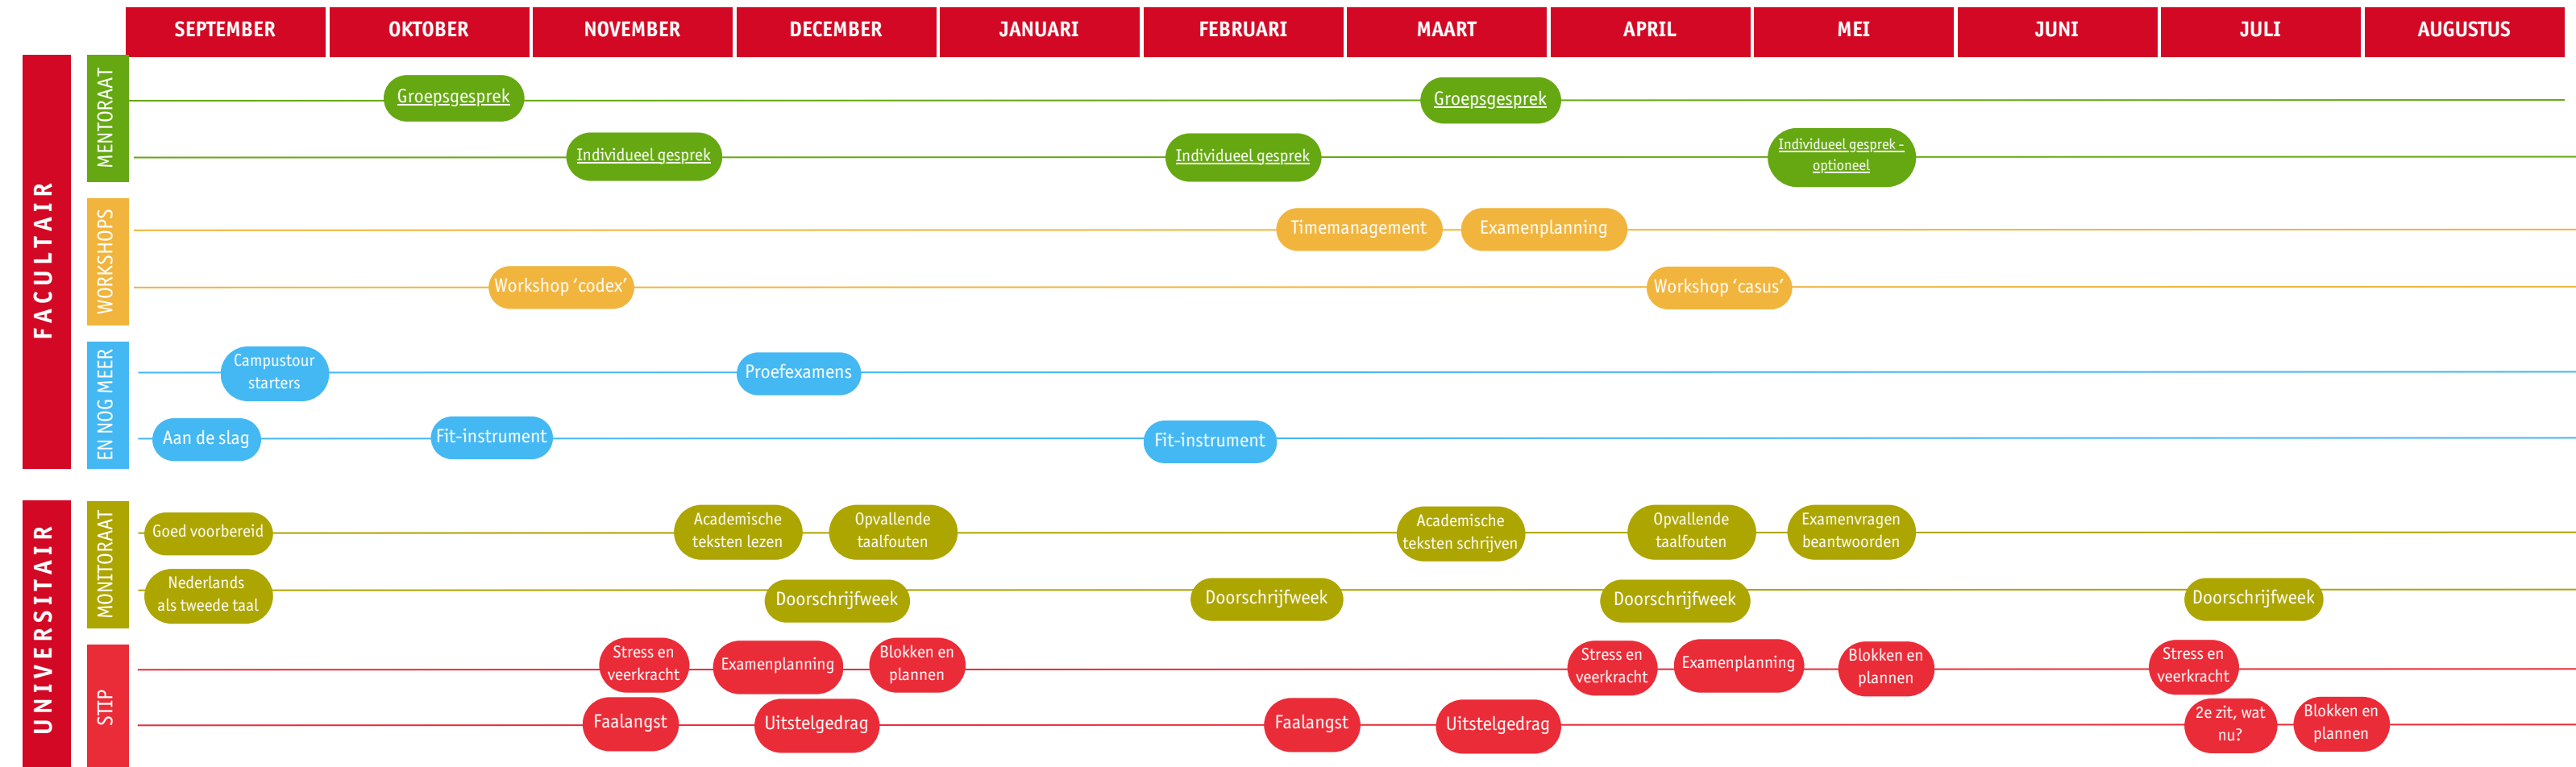 SEPTEMBER OKTOBER NOVEMBER DECEMBER JANUARI FEBRUARI MAART APRIL MEI JUNI JULI AUGUSTUS
FACULTAIR
MENTORAAT
Groepsgesprek Groepsgesprek
Individueel gesprek Individueel gesprek
Individueel gesprek -
optioneel
WORKSHOPS
Timemanagement Examenplanning
Workshop ‘codex’ Workshop ‘casus’
EN NOG MEER
Campustour
starters
Proefexamens
Aan de slag Fit-instrument Fit-instrument
UNIVERSITAIR
MONITORAAT
Goed voorbereid
Academische
teksten lezen
Opvallende
taalfouten
Academische
teksten schrijven
Opvallende
taalfouten
Examenvragen
beantwoorden
Nederlands
als tweede taal
Doorschrijfweek Doorschrijfweek Doorschrijfweek Doorschrijfweek
STIP
Stress en
veerkracht
Examenplanning
Blokken en
plannen
Stress en
veerkracht
Examenplanning
Blokken en
plannen
Stress en
veerkracht
Faalangst Uitstelgedrag Faalangst Uitstelgedrag
2e zit, wat
nu?
Blokken en
plannen